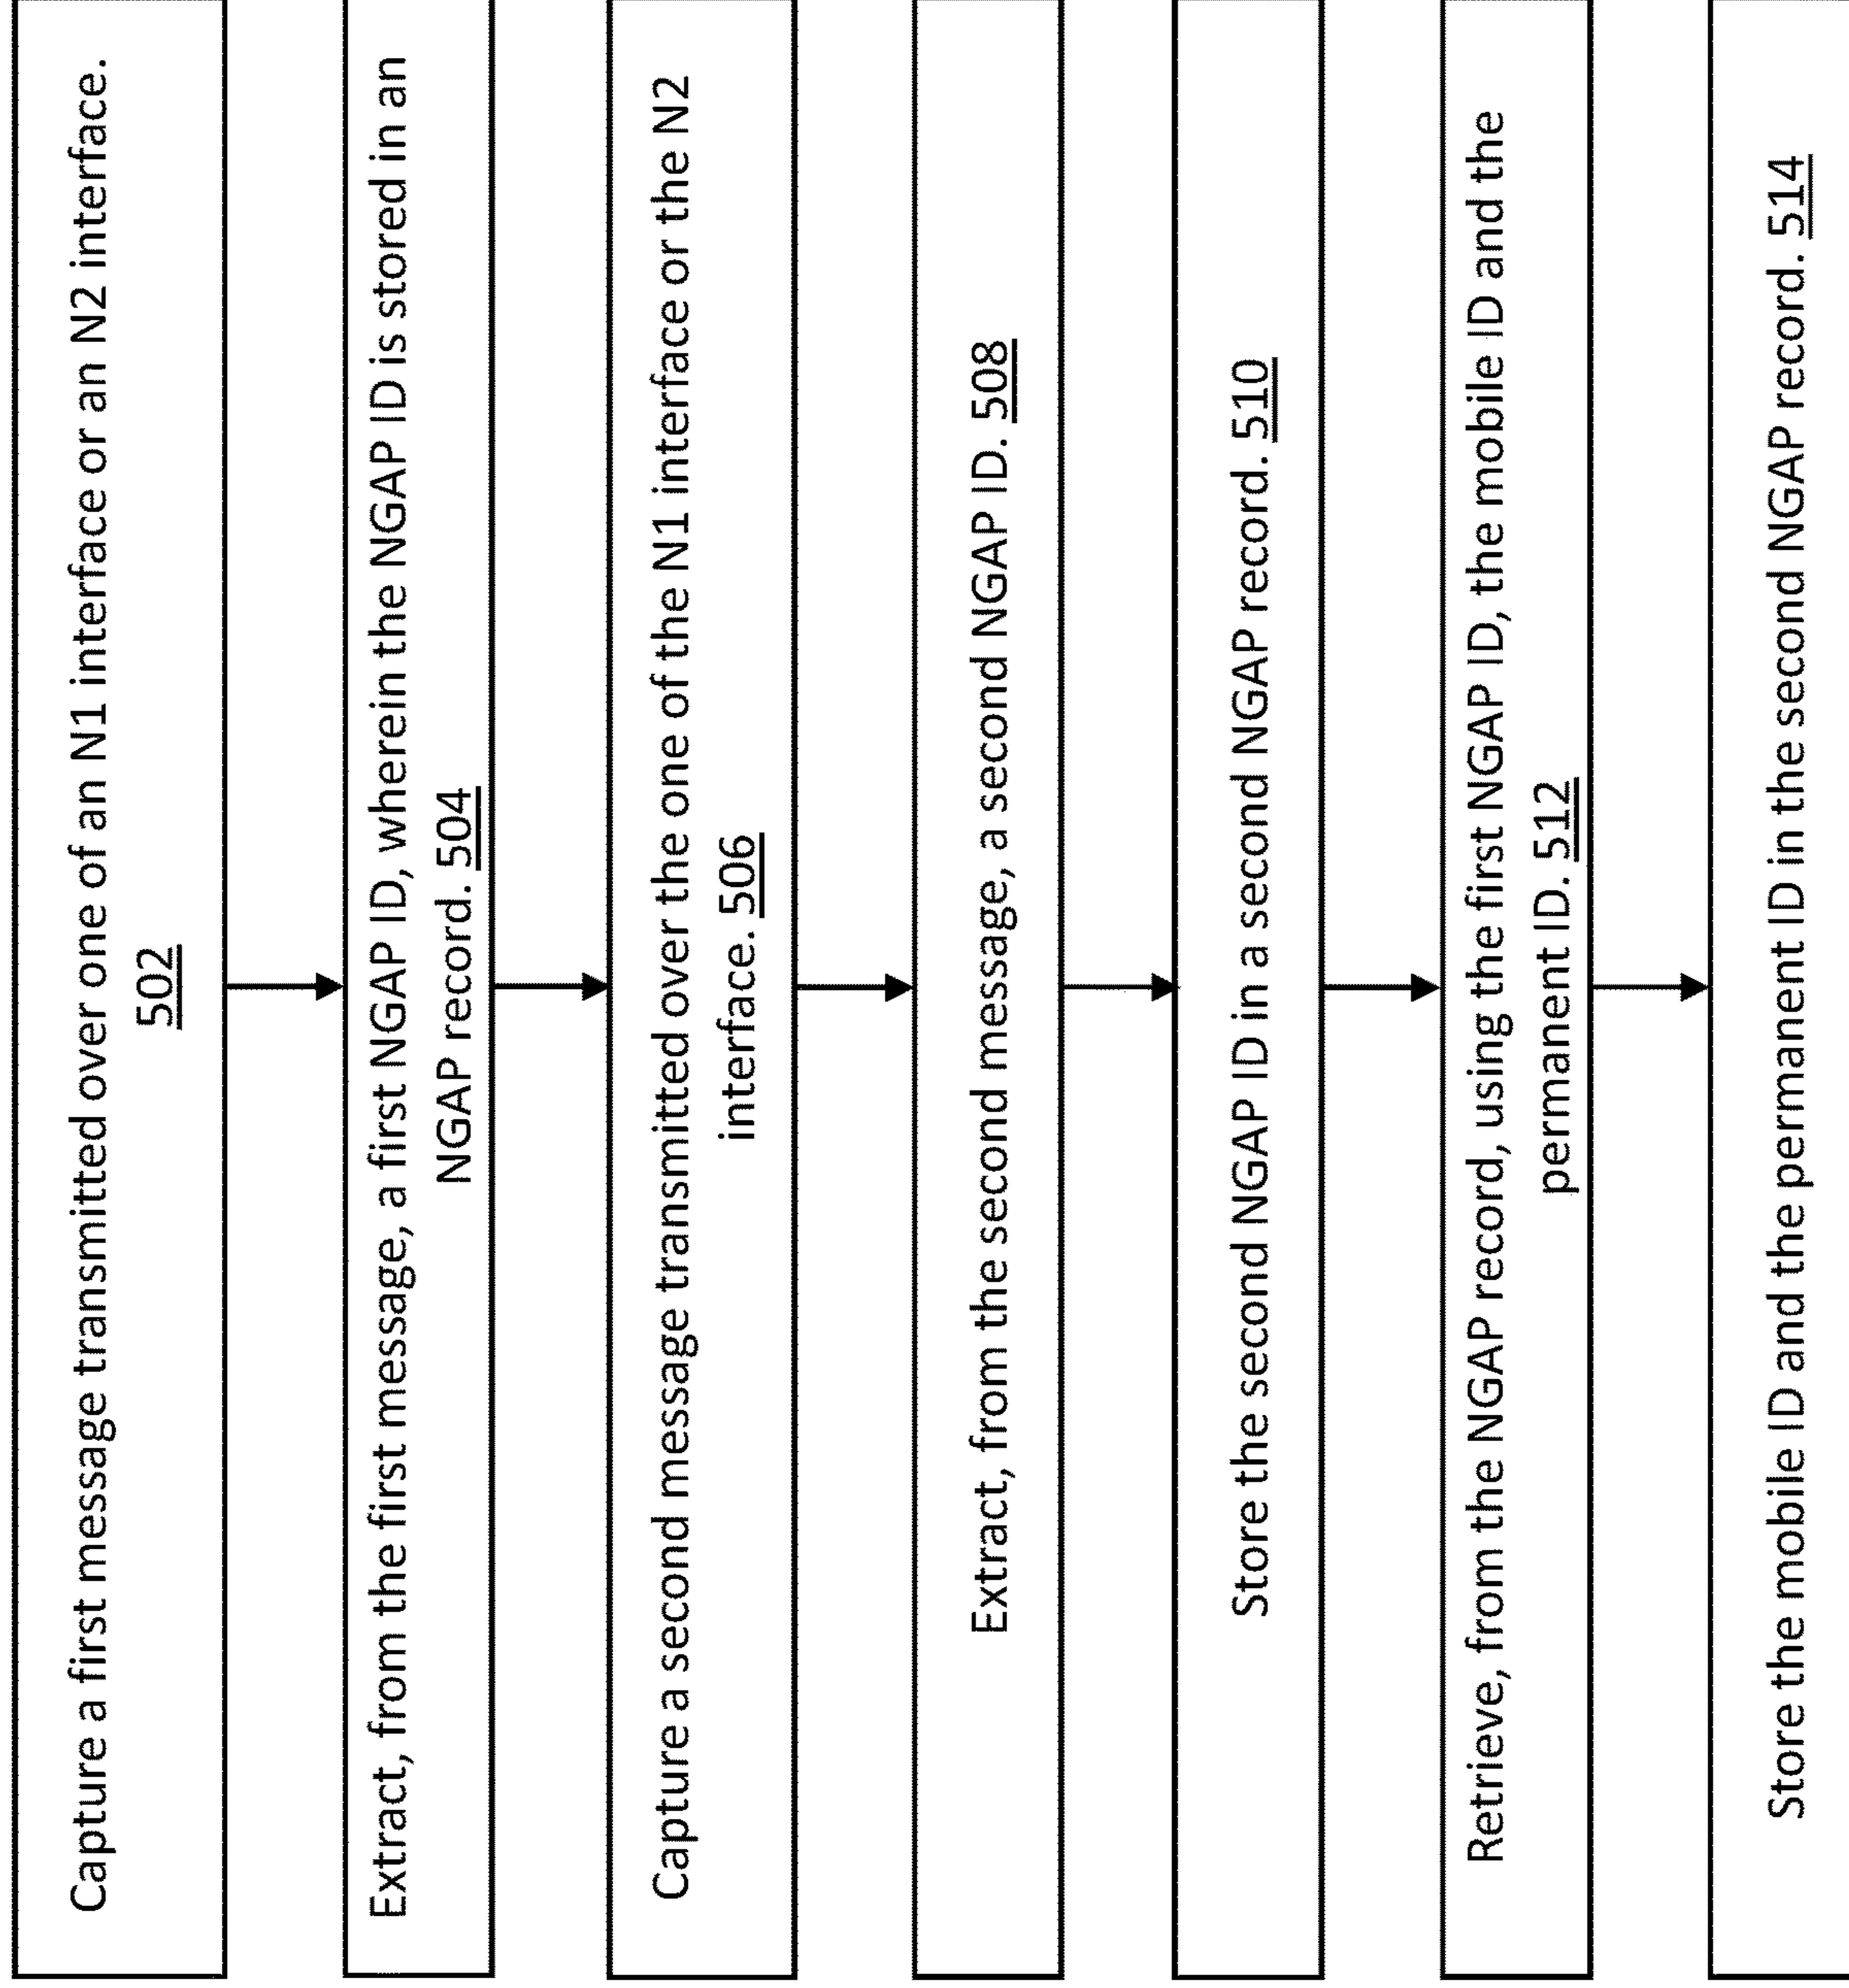 Capture a first message transmitted over one of an N1 interface or an N2 interface.
502
Extract, from the first message, a first NGAP ID, wherein the NGAP ID is stored in an
NGAP record. 504
Capture a second message transmitted over the one of the N1 interface or the N2
interface. 506
Extract, from the second message, a second NGAP ID. 508
Store the second NGAP ID in a second NGAP record. 510
Retrieve, from the NGAP record, using the first NGAP ID, the mobile ID and the
permanent ID. 512
Store the mobile ID and the permanent ID in the second NGAP record. 514